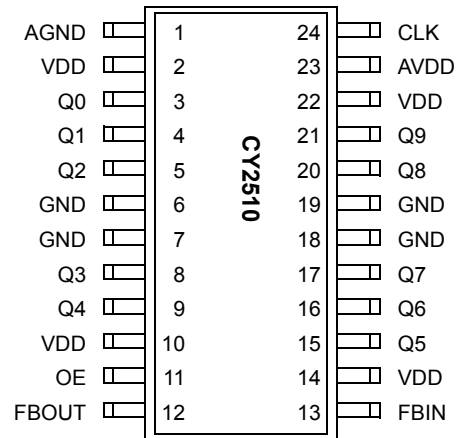 AGND 1 24 CLK
VDD 2 23 AVDD
Q0 3 22 VDD
Q1 4 21 Q9
Q2 5 20 Q8
GND 6 19 GND
GND 7 18 GND
Q3 8 17 Q7
Q4 9 16 Q6
VDD 10 15 Q5
OE 11 14 VDD
FBOUT 12 13 FBIN
CY2510